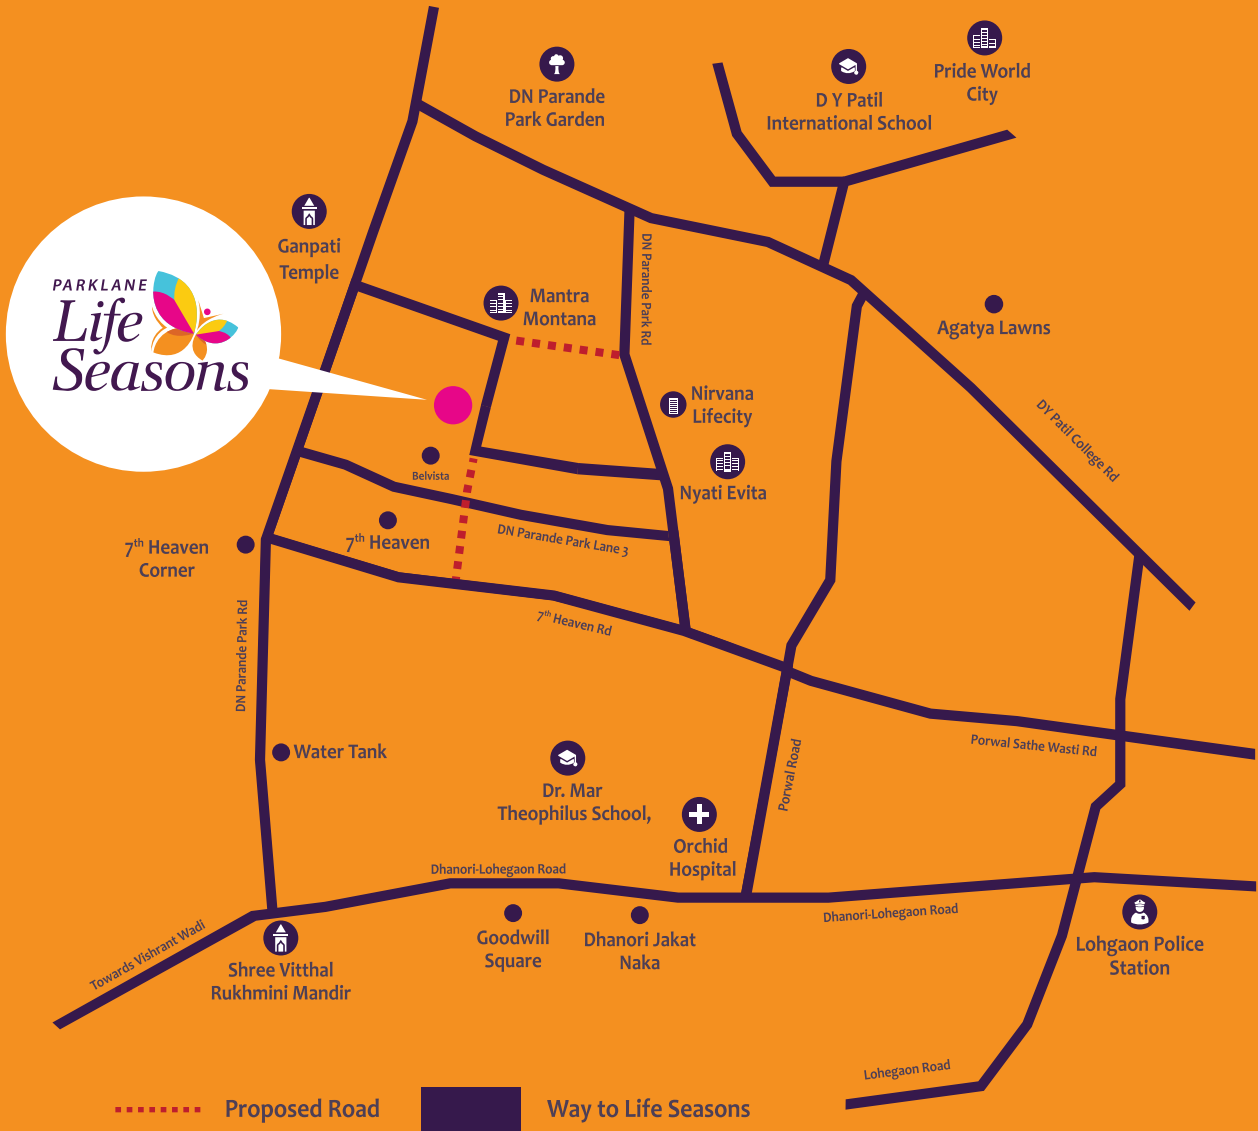 Pride World
City
DN Parande
Park Garden
D Y Patil
International School
Ganpati
Temple
PARKLANE
Life
Seasons
Mantra
Montana
DN Parande Park Rd
Agatya Lawns
Nirvana
Lifecity
DY Patil College Rd
Belvista
Nyati Evita
7th Heaven
Corner
7th Heaven
DN Parande Park Lane 3
7th Heaven Rd
DN Parande Park Rd
Water Tank
Porwal Sathe Wasti Rd
Porwal Road
Dr. Mar
Theophilus School,
Orchid
Hospital
Dhanori-Lohegaon Road
Dhanori-Lohegaon Road
Towards Vishrant Wadi
Shree Vitthal
Rukhmini Mandir
Goodwill
Square
Dhanori Jakat
Naka
Lohgaon Police
Station
Lohegaon Road
Proposed Road
Way to Life Seasons